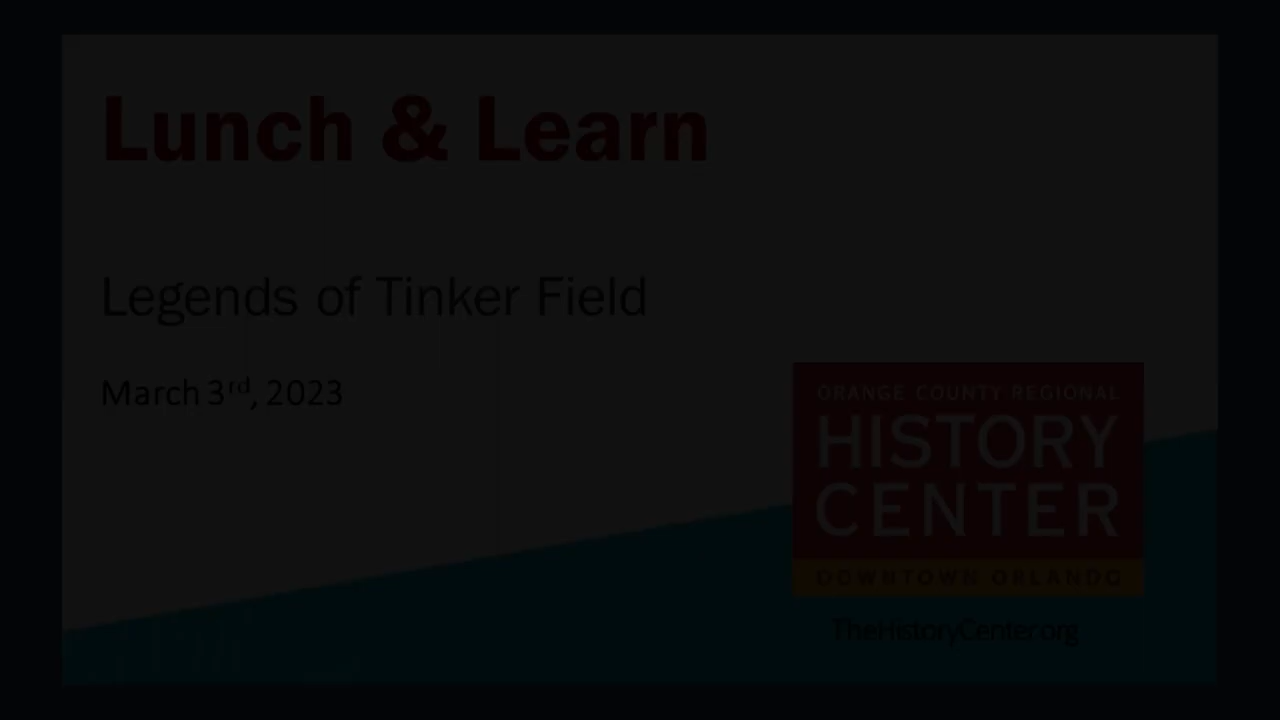 Lunch & Learn
Legends of Tinker Field
March 3rd, 2023
ORANGE COUNTY REGIONAL
HISTORY
CENTER
DOWNTOWN ORLANDO
TheHistoryCenter.org